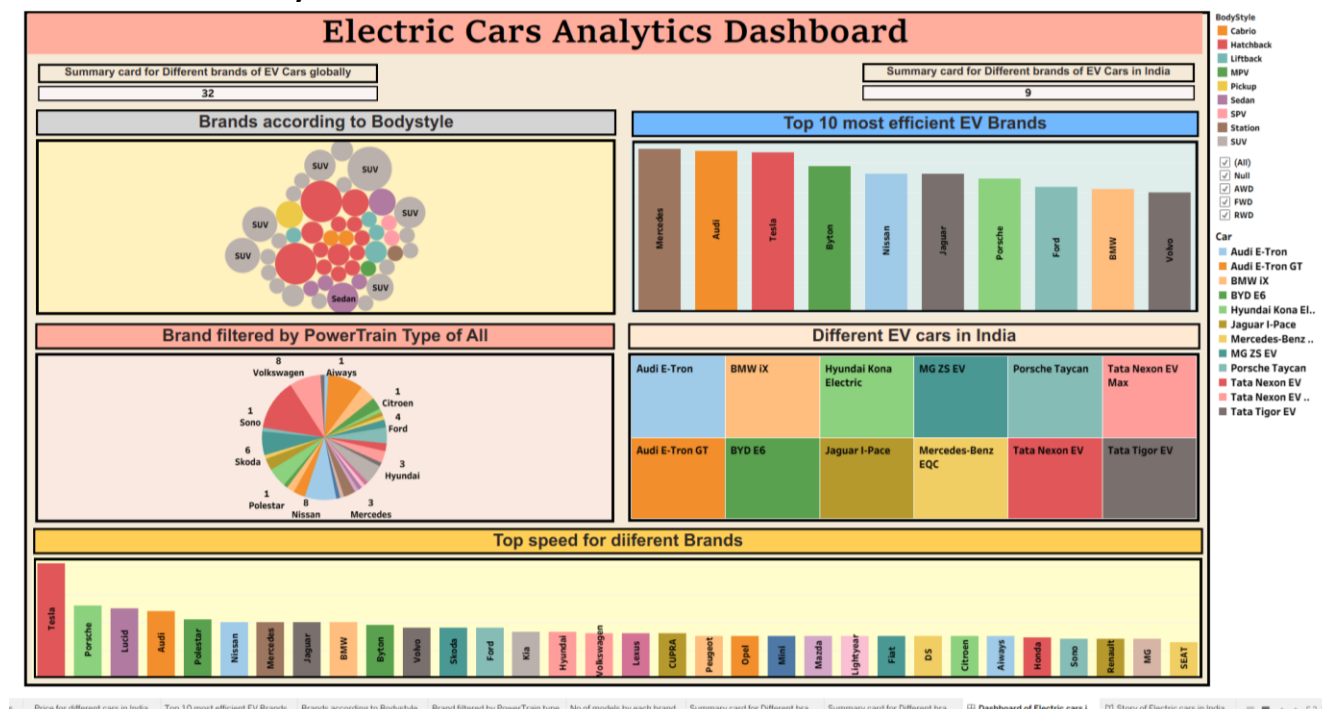 Electric Cars Analytics Dashboard
Summary card for Different brands of EV Cars globally
32
Summary card for Different brands of EV Cars in India
9
Brands according to Bodystyle
SUV
SUV
SUV
SUV
SUV
SUV
Sedan
Top 10 most efficient EV Brands
Mercedes
Audi
Tesla
Byton
Nissan
Jaguar
Porsche
Ford
BMW
Volvo
Brand filtered by PowerTrain Type of All
8
Volkswagen
1
Aiways
1
Citroen
4
Ford
3
Hyundai
3
Mercedes
8
Nissan
1
Polestar
6
Skoda
1
Sono
Different EV cars in India
Audi E-Tron
BMW iX
Hyundai Kona
Electric
MG ZS EV
Porsche Taycan
Tata Nexon EV
Max
Audi E-Tron GT
BYD E6
Jaguar I-Pace
Mercedes-Benz
EQC
Tata Nexon EV
Tata Tigor EV
Top speed for diifferent Brands
Tesla
Porsche
Lucid
Audi
Polestar
Nissan
Mercedes
Jaguar
BMW
Byton
Volvo
Skoda
Ford
Kia
Hyundai
Volkswagen
Lexus
CUPRA
Peugeot
Opel
Mini
Mazda
Lightyear
Fiat
DS
Citroen
Aiways
Honda
Sono
Renault
MG
SEAT
BodyStyle
Cabrio
Hatchback
Liftback
MPV
Pickup
Sedan
SPV
Station
SUV
(All)
Null
AWD
FWD
RWD
Car
Audi E-Tron
Audi E-Tron GT
BMW iX
BYD E6
Hyundai Kona El..
Jaguar I-Pace
Mercedes-Benz ..
MG ZS EV
Porsche Taycan
Tata Nexon EV
Tata Nexon EV ..
Tata Tigor EV
Price for different cars in India
Top 10 most efficient EV Brands
Brands according to Bodystyle
Brand filtered by PowerTrain type
No of models by each brand
Summary card for Different bra...
Summary card for Different bra...
Dashboard of Electric cars i...
Story of Electric cars in India